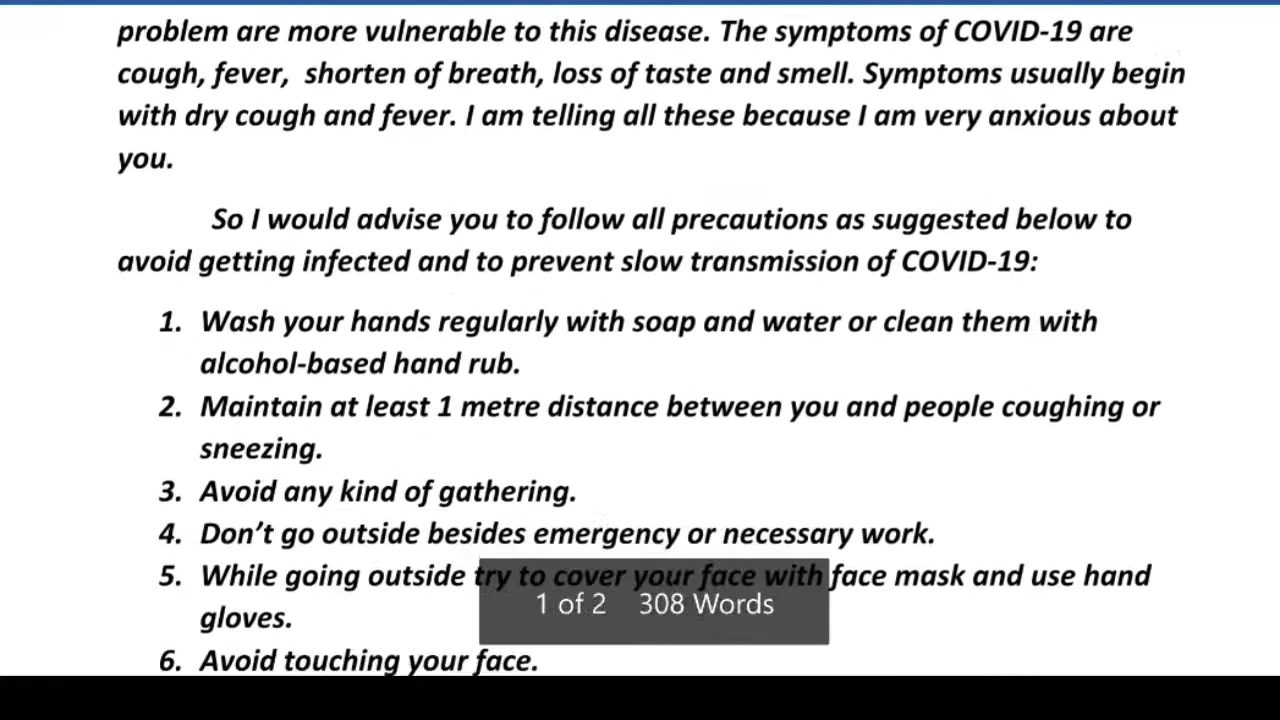 problem are more vulnerable to this disease. The symptoms of COVID-19 are
cough, fever,  shorten of breath, loss of taste and smell. Symptoms usually begin
with dry cough and fever. I am telling all these because I am very anxious about
you.
So I would advise you to follow all precautions as suggested below to
avoid getting infected and to prevent slow transmission of COVID-19:
1. Wash your hands regularly with soap and water or clean them with
alcohol-based hand rub.
2. Maintain at least 1 metre distance between you and people coughing or
sneezing.
3. Avoid any kind of gathering.
4. Don’t go outside besides emergency or necessary work.
5. While going outside try to cover your face with face mask and use hand
gloves.
1 of 2 308 Words
6. Avoid touching your face.